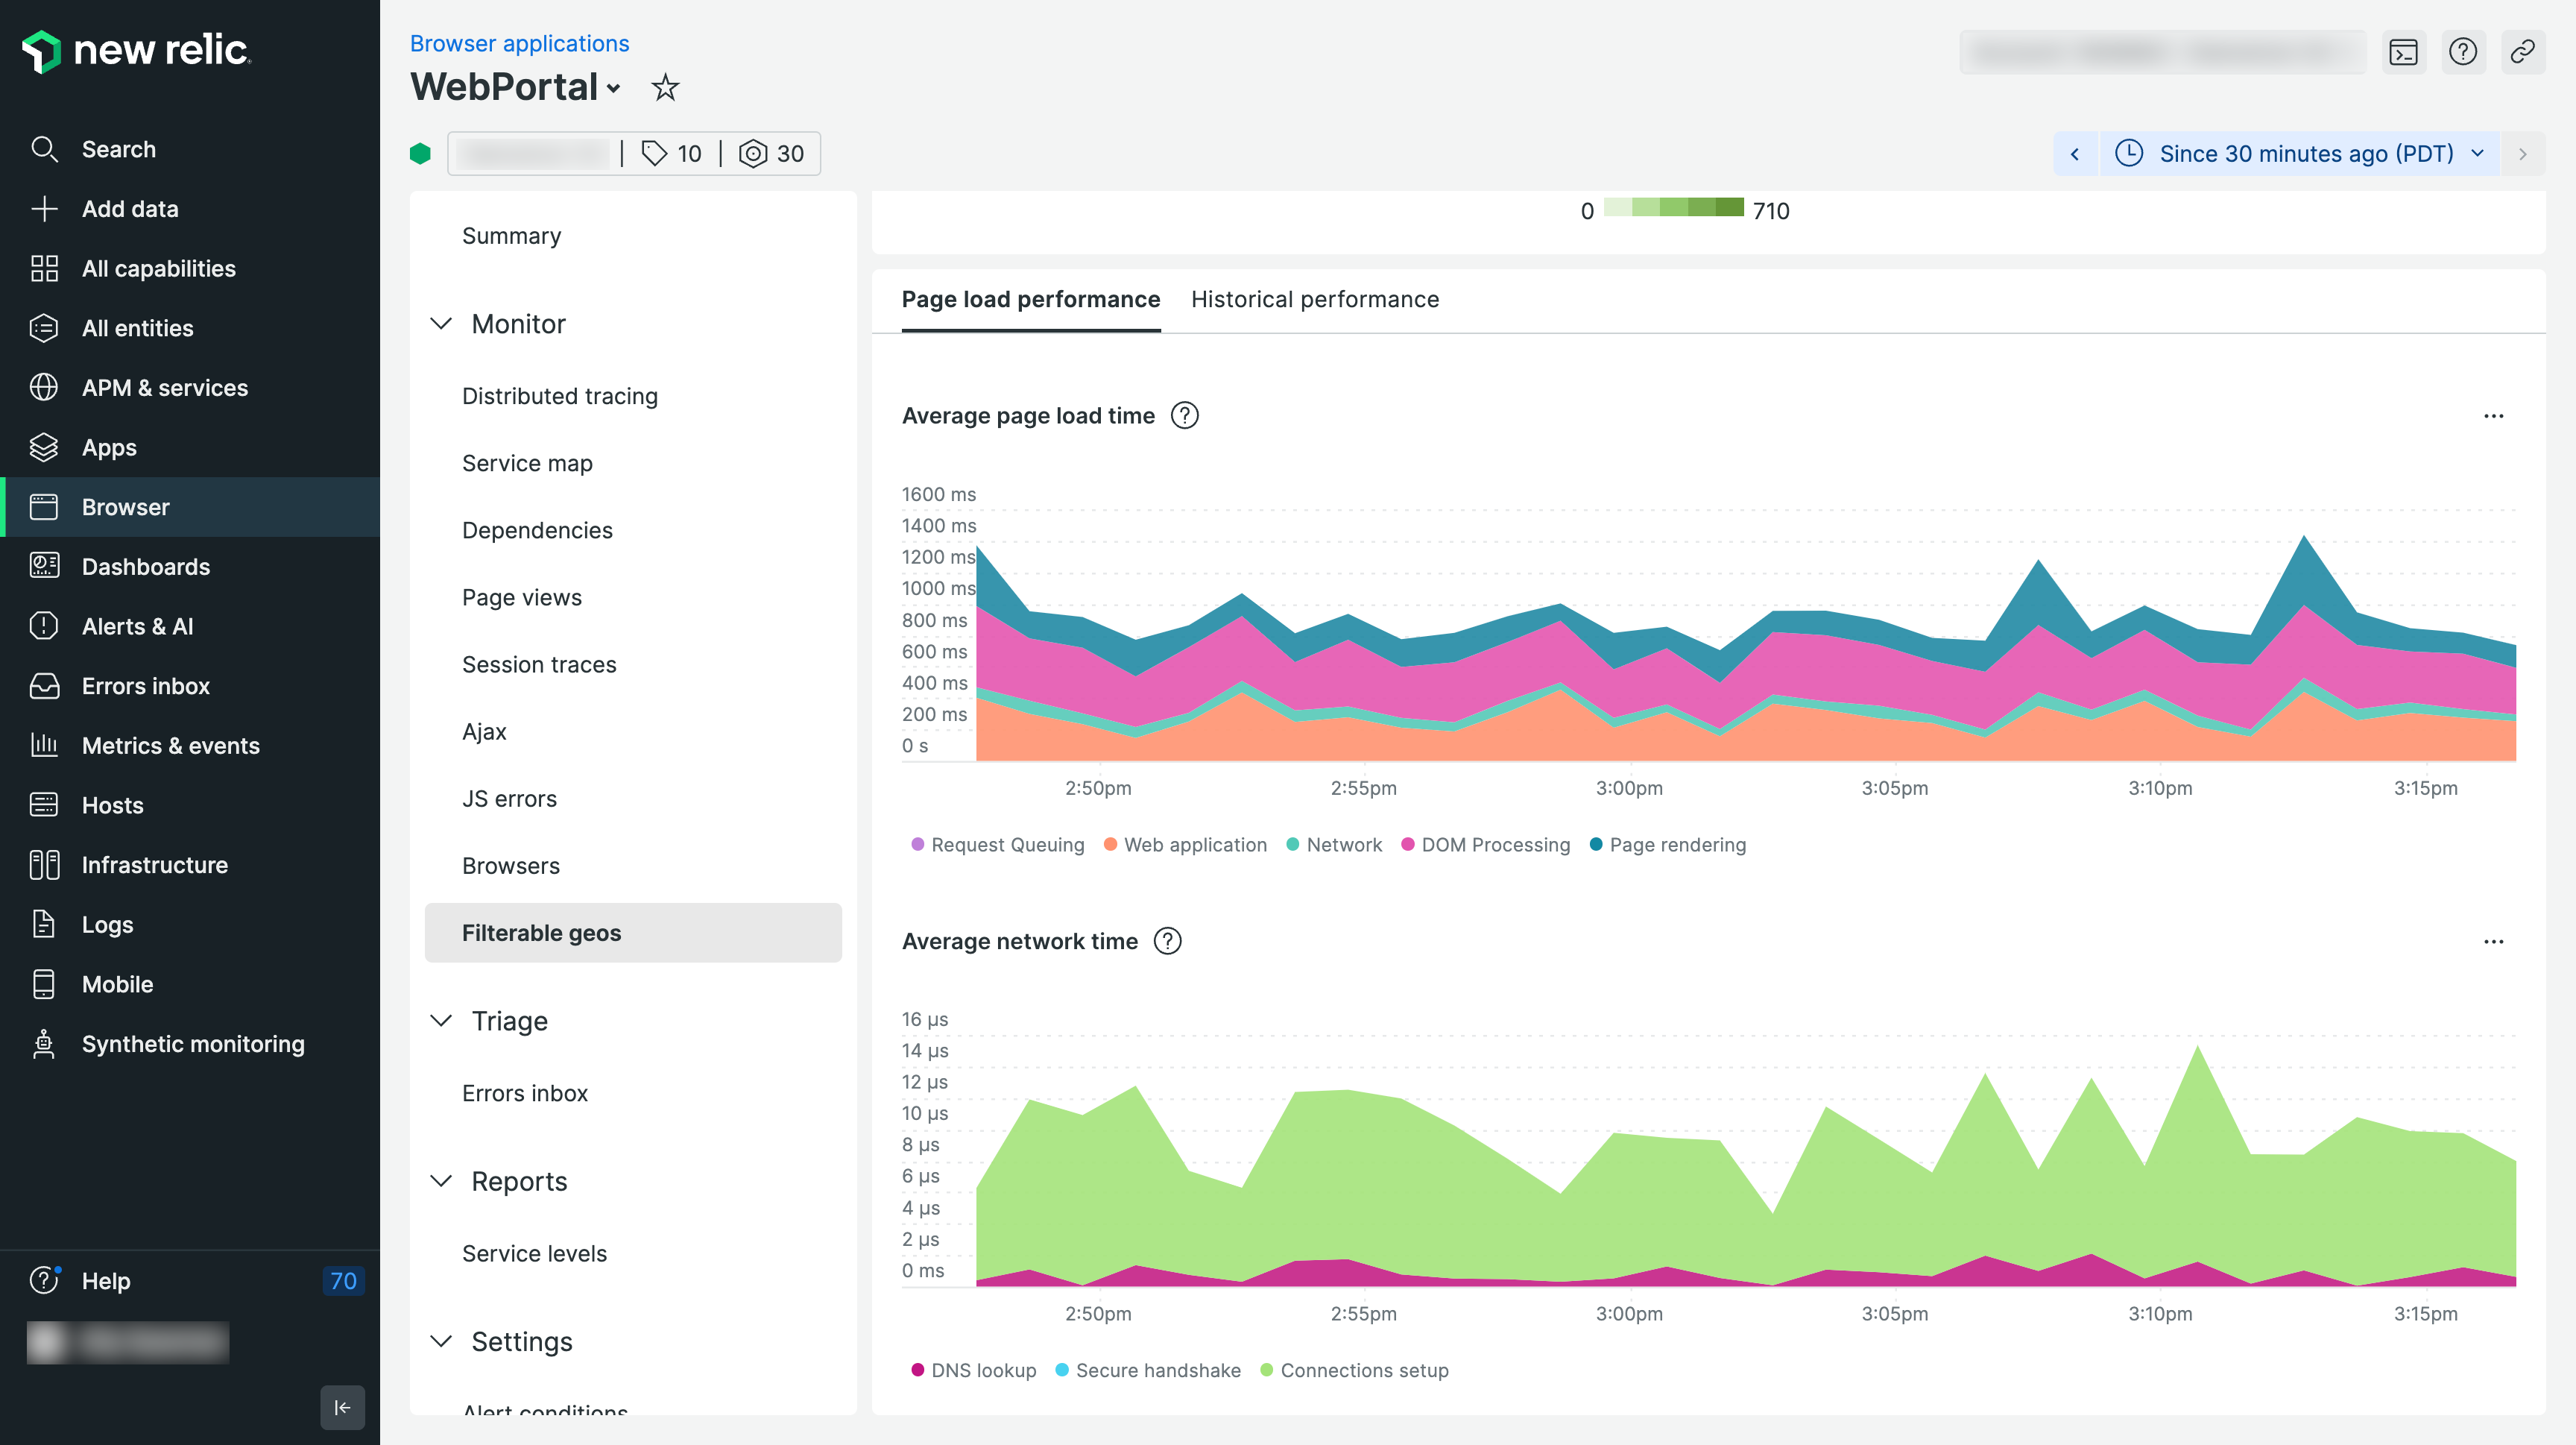 new relic
Search
Add data
All capabilities
All entities
APM & services
Apps
Browser
Dashboards
Alerts & AI
Errors inbox
Metrics & events
Hosts
Infrastructure
Logs
Mobile
Synthetic monitoring
Help 70
Browser applications
WebPortal
10 | 30
Since 30 minutes ago (PDT)
Summary
Monitor
Distributed tracing
Service map
Dependencies
Page views
Session traces
Ajax
JS errors
Browsers
Filterable geos
Triage
Errors inbox
Reports
Service levels
Settings
Alert conditions
0 710
Page load performance Historical performance
Average page load time ?
1600 ms
1400 ms
1200 ms
1000 ms
800 ms
600 ms
400 ms
200 ms
0 s
2:50pm 2:55pm 3:00pm 3:05pm 3:10pm 3:15pm
Request Queuing Web application Network DOM Processing Page rendering
Average network time ?
16 µs
14 µs
12 µs
10 µs
8 µs
6 µs
4 µs
2 µs
0 ms
2:50pm 2:55pm 3:00pm 3:05pm 3:10pm 3:15pm
DNS lookup Secure handshake Connections setup